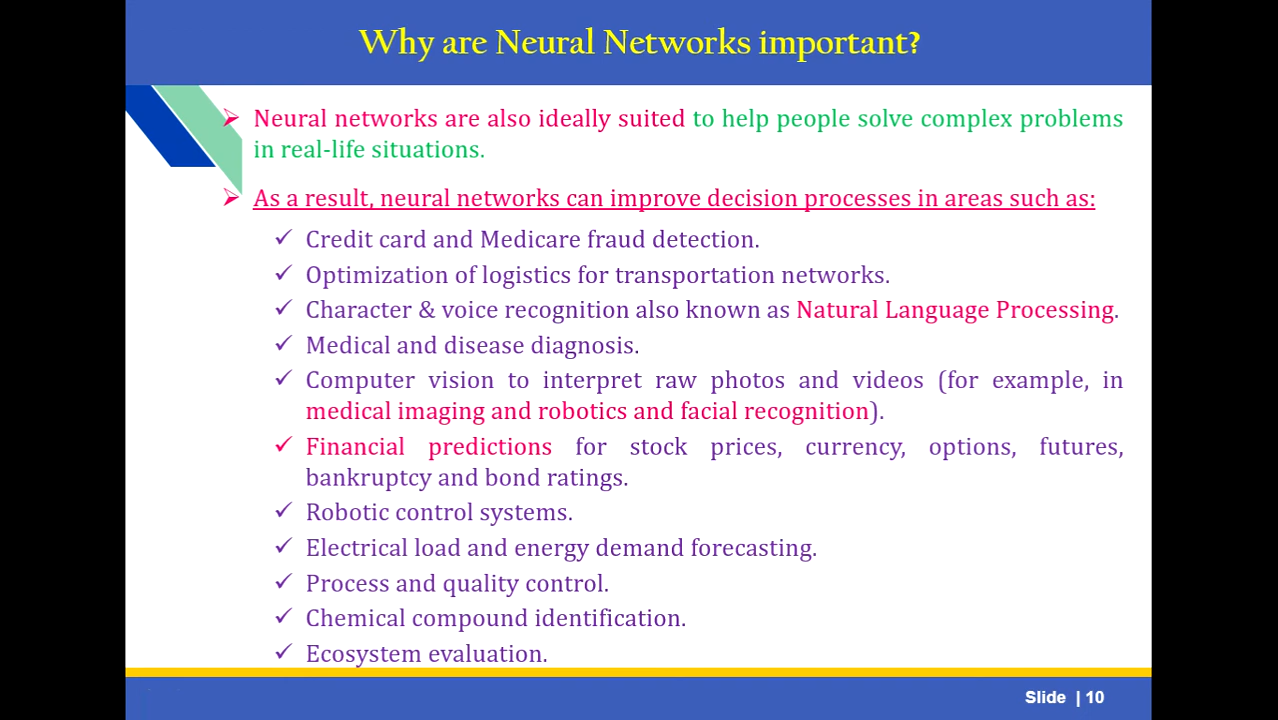 Why are Neural Networks important?
Neural networks are also ideally suited to help people solve complex problems
in real-life situations.
As a result, neural networks can improve decision processes in areas such as:
Credit card and Medicare fraud detection.
Optimization of logistics for transportation networks.
Character & voice recognition also known as Natural Language Processing.
Medical and disease diagnosis.
Computer vision to interpret raw photos and videos (for example, in
medical imaging and robotics and facial recognition).
Financial predictions for stock prices, currency, options, futures,
bankruptcy and bond ratings.
Robotic control systems.
Electrical load and energy demand forecasting.
Process and quality control.
Chemical compound identification.
Ecosystem evaluation.
Slide | 10